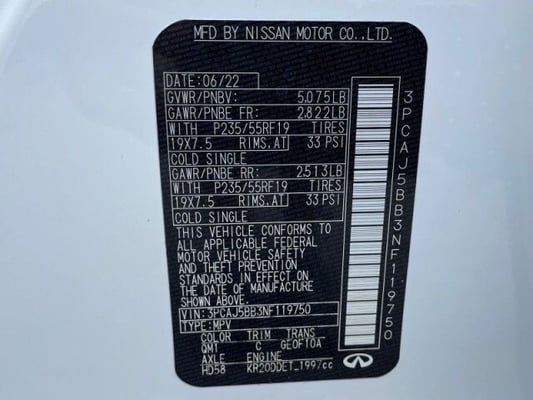 MFD BY NISSAN MOTOR CO.,LTD.
DATE: 06/22
GVWR/PNBV: 5,075LB
GAWR/PNBE FR: 2,822LB
WITH P235/55RF19 TIRES
19X7.5 RIMS,AT 33 PSI
COLD SINGLE
GAWR/PNBE RR: 2,513LB
WITH P235/55RF19 TIRES
19X7.5 RIMS,AT 33 PSI
COLD SINGLE
THIS VEHICLE CONFORMS TO
ALL APPLICABLE FEDERAL
MOTOR VEHICLE SAFETY
AND THEFT PREVENTION
STANDARDS IN EFFECT
ON THE DATE OF
MANUFACTURE SHOWN ABOVE.
VIN: 3PCAJ5BB3NF119750
TYPE: MPV
COLOR TRIM TRANS
QM1 C GE0F10A
AXLE ENGINE
HD58 KR20DDET_1997cc
3PCAJ5BB3NF119750